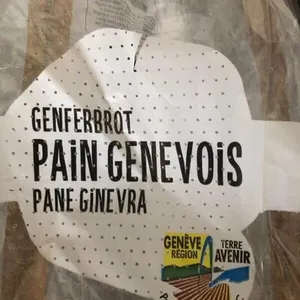 GENFERBROT
PAiN GENEVOiS
PANE GiNEVRA
GENÈVE
RÉGION
TERRE
AVENIR